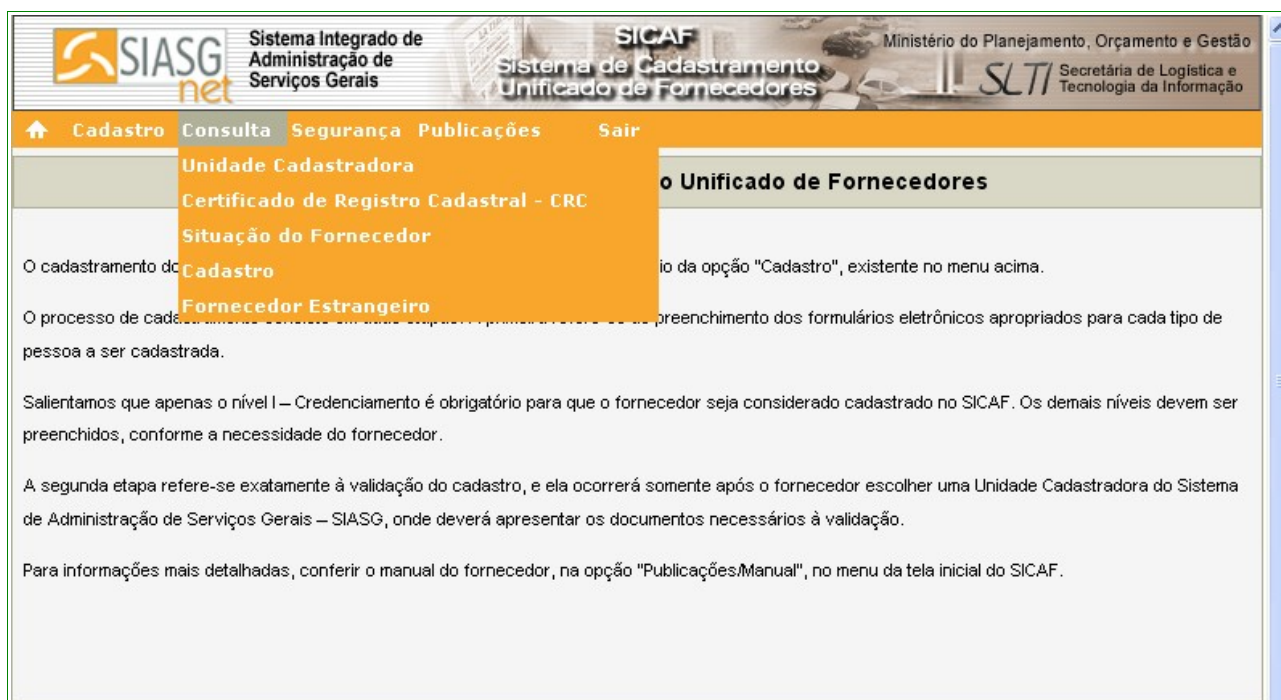 SIASG
net
Sistema Integrado de
Administração de
Serviços Gerais
SICAF
Sistema de Cadastramento
Unificado de Fornecedores
Ministério do Planejamento, Orçamento e Gestão
SLTI Secretária de Logística e
Tecnologia da Informação
Cadastro Consulta Segurança Publicações Sair
Unidade Cadastradora
Certificado de Registro Cadastral - CRC
Situação do Fornecedor
Cadastro
Fornecedor Estrangeiro
o Unificado de Fornecedores
O cadastramento do io da opção "Cadastro", existente no menu acima.
O processo de preenchimento dos formulários eletrônicos apropriados para cada tipo de
pessoa a ser cadastrada.
Salientamos que apenas o nível I – Credenciamento é obrigatório para que o fornecedor seja considerado cadastrado no SICAF. Os demais níveis devem ser
preenchidos, conforme a necessidade do fornecedor.
A segunda etapa refere-se exatamente à validação do cadastro, e ela ocorrerá somente após o fornecedor escolher uma Unidade Cadastradora do Sistema
de Administração de Serviços Gerais – SIASG, onde deverá apresentar os documentos necessários à validação.
Para informações mais detalhadas, conferir o manual do fornecedor, na opção "Publicações/Manual", no menu da tela inicial do SICAF.